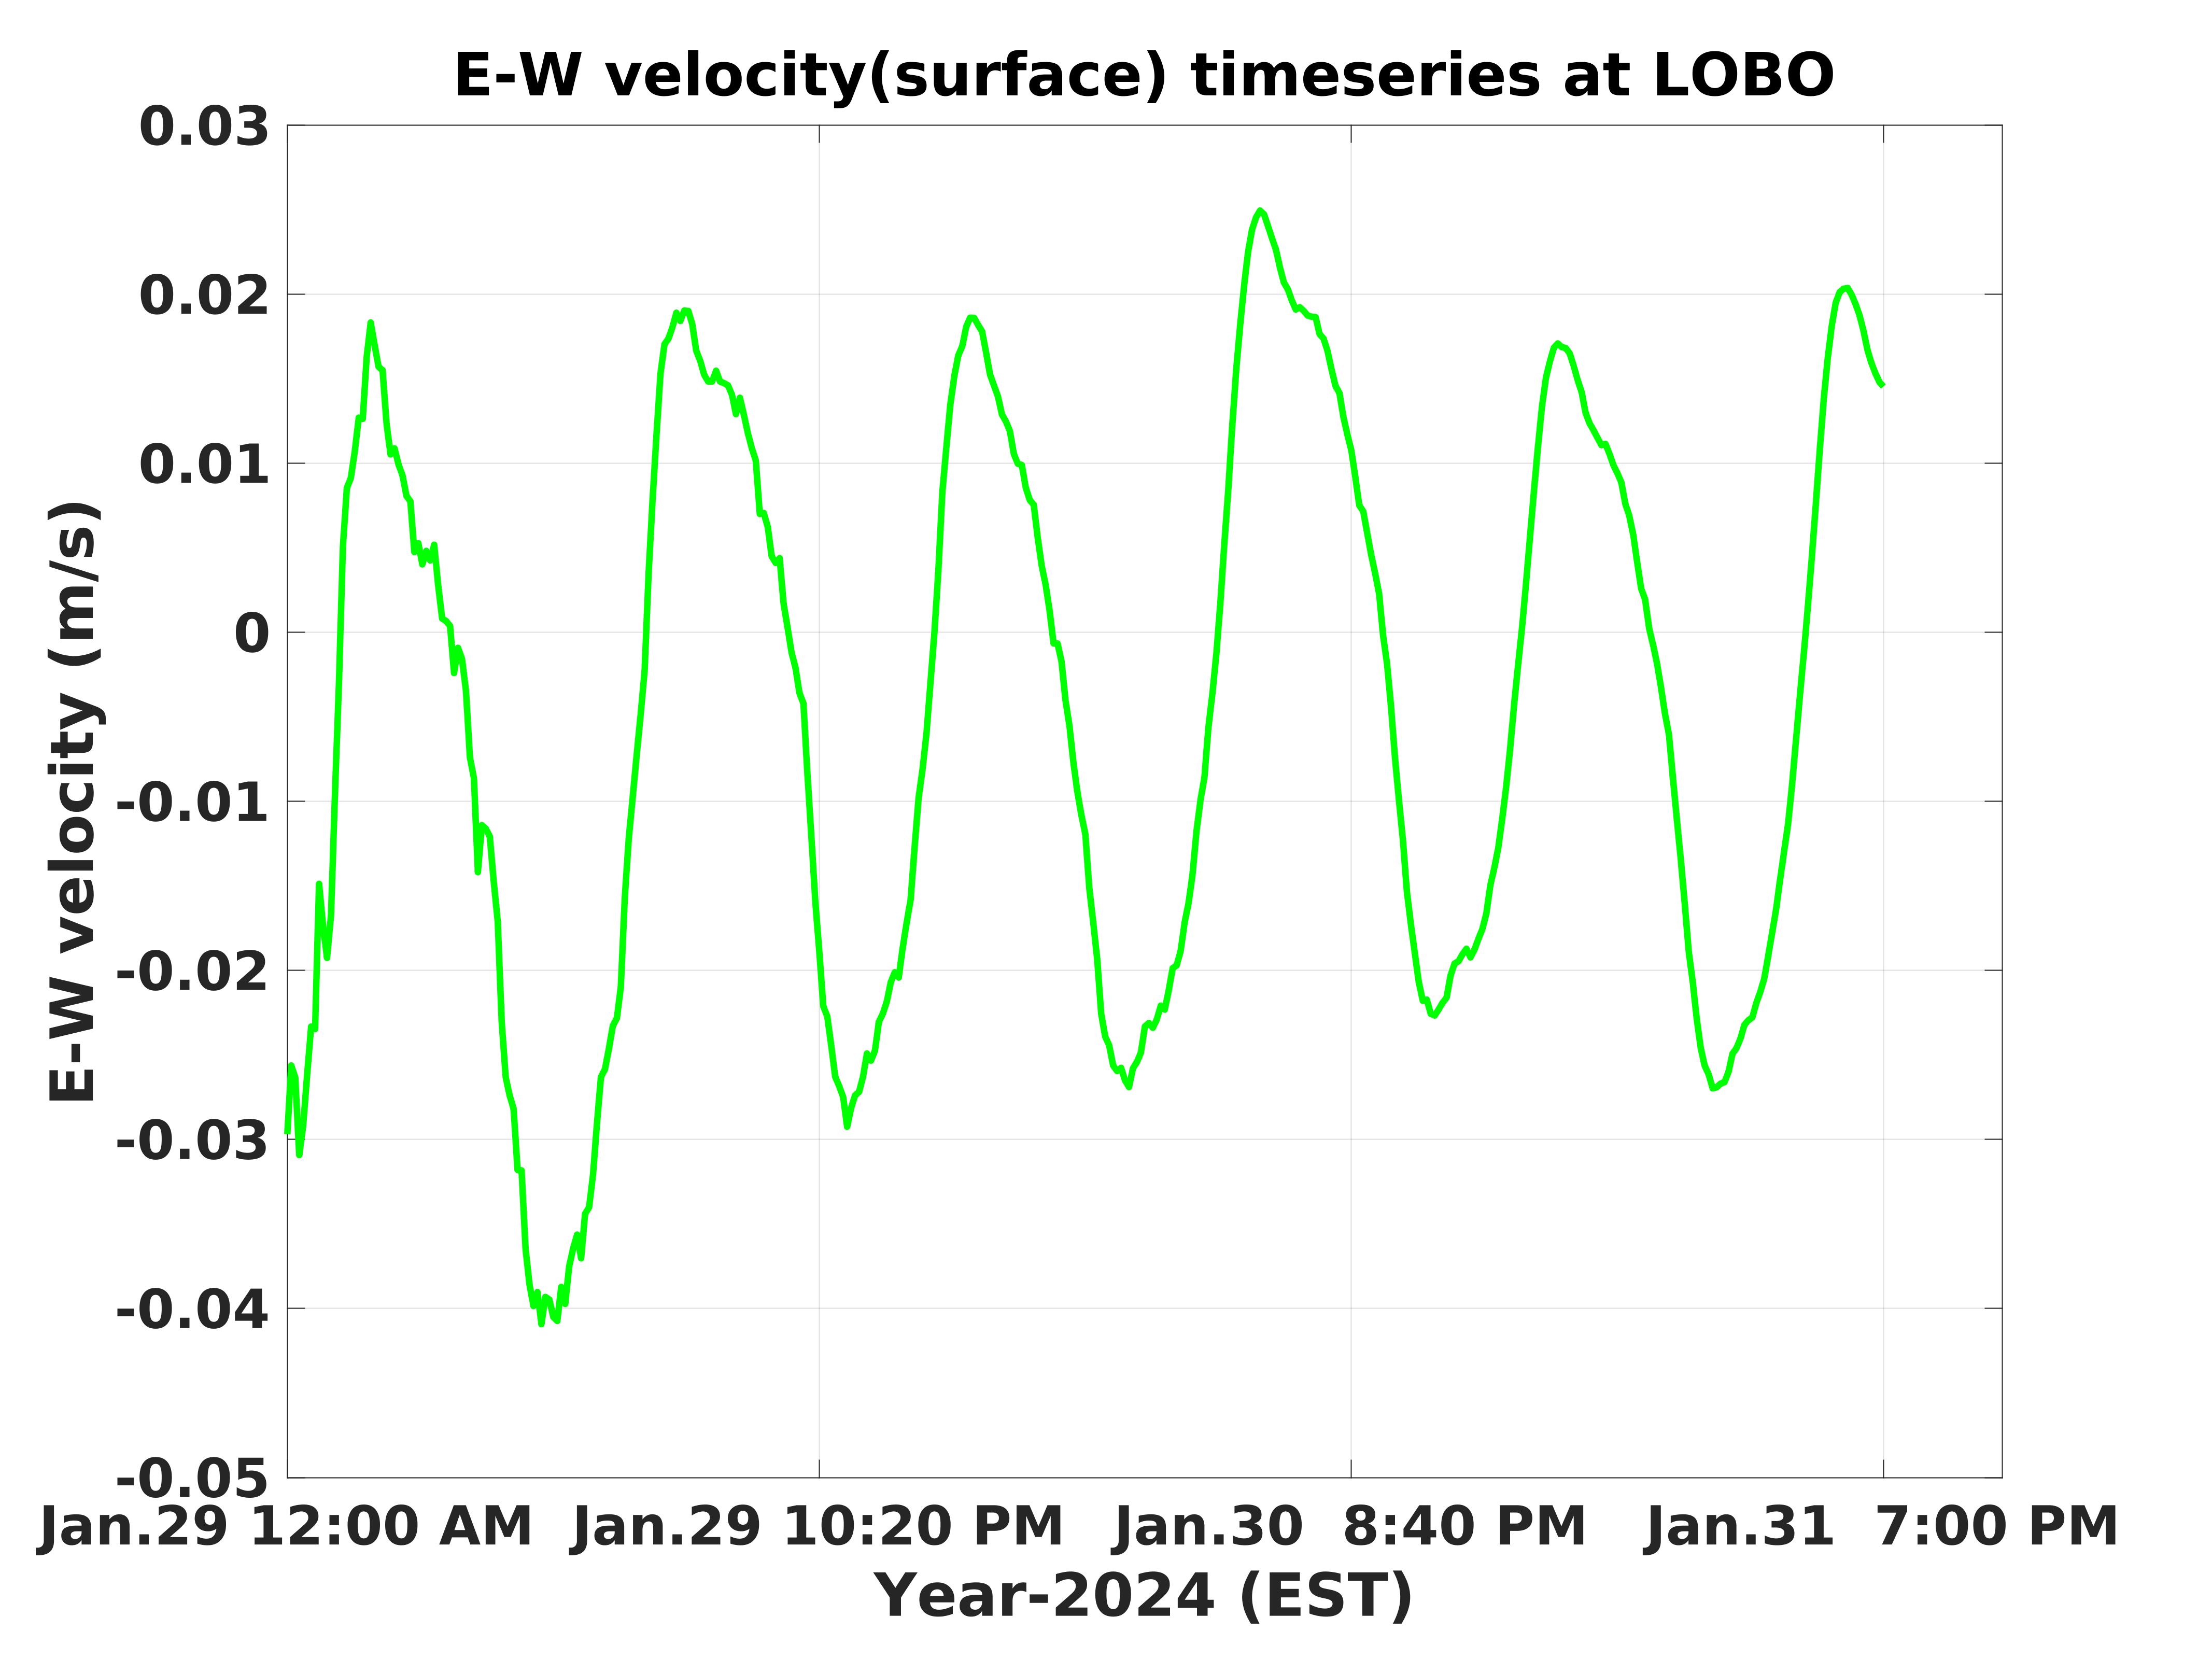 E-W velocity(surface) timeseries at LOBO
0.03
0.02
0.01
0
-0.01
-0.02
-0.03
-0.04
-0.05
E-W velocity (m/s)
Jan.29 12:00 AM Jan.29 10:20 PM Jan.30 8:40 PM Jan.31 7:00 PM
Year-2024 (EST)